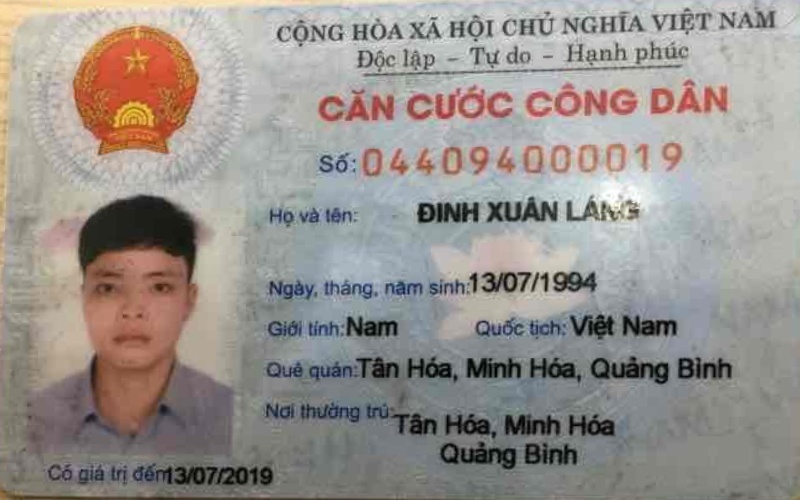 CỘNG HÒA XÃ HỘI CHỦ NGHĨA VIỆT NAM
Độc lập – Tự do – Hạnh phúc
CĂN CƯỚC CÔNG DÂN
Số: 044094000019
Họ và tên: ĐINH XUÂN LÁNG
Ngày, tháng, năm sinh: 13/07/1994
Giới tính: Nam Quốc tịch: Việt Nam
Quê quán: Tân Hóa, Minh Hóa, Quảng Bình
Nơi thường trú: Tân Hóa, Minh Hóa
Quảng Bình
Có giá trị đến 13/07/2019